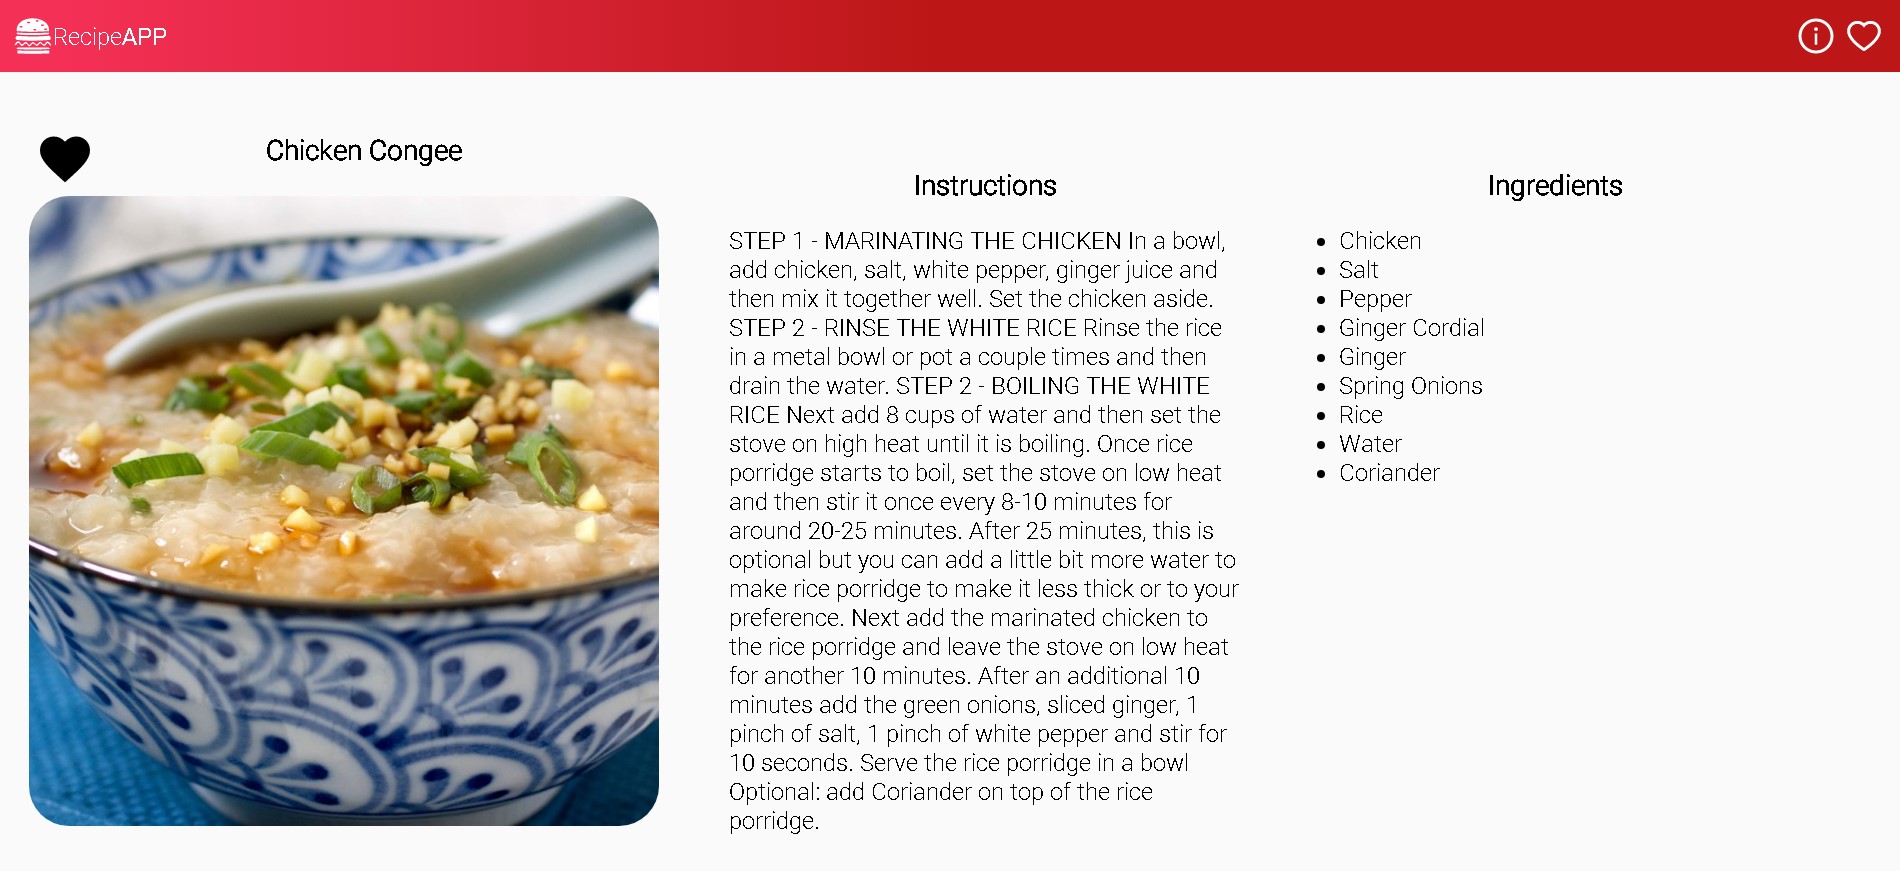 RecipeAPP
Chicken Congee
Instructions
STEP 1 - MARINATING THE CHICKEN In a bowl,
add chicken, salt, white pepper, ginger juice and
then mix it together well. Set the chicken aside.
STEP 2 - RINSE THE WHITE RICE Rinse the rice
in a metal bowl or pot a couple times and then
drain the water. STEP 2 - BOILING THE WHITE
RICE Next add 8 cups of water and then set the
stove on high heat until it is boiling. Once rice
porridge starts to boil, set the stove on low heat
and then stir it once every 8-10 minutes for
around 20-25 minutes. After 25 minutes, this is
optional but you can add a little bit more water to
make rice porridge to make it less thick or to your
preference. Next add the marinated chicken to
the rice porridge and leave the stove on low heat
for another 10 minutes. After an additional 10
minutes add the green onions, sliced ginger, 1
pinch of salt, 1 pinch of white pepper and stir for
10 seconds. Serve the rice porridge in a bowl
Optional: add Coriander on top of the rice
porridge.
Ingredients
Chicken
Salt
Pepper
Ginger Cordial
Ginger
Spring Onions
Rice
Water
Coriander